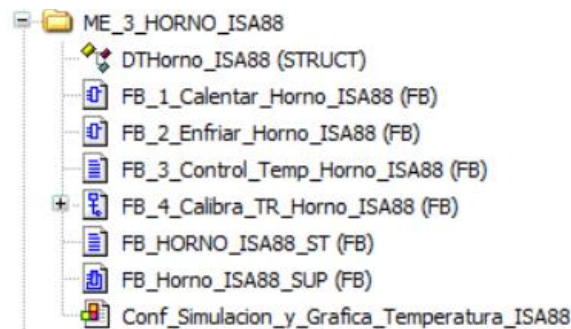 ME_3_HORNO_ISA88
DTHorno_ISA88 (STRUCT)
FB_1_Calentar_Horno_ISA88 (FB)
FB_2_Enfriar_Horno_ISA88 (FB)
FB_3_Control_Temp_Horno_ISA88 (FB)
FB_4_Calibra_TR_Horno_ISA88 (FB)
FB_HORNO_ISA88_ST (FB)
FB_Horno_ISA88_SUP (FB)
Conf_Simulacion_y_Grafica_Temperatura_ISA88